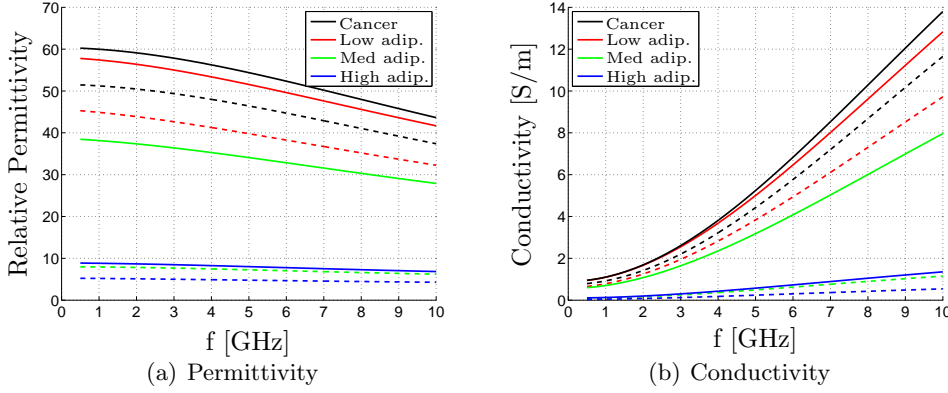 70
60
50
40
30
20
10
0
0 1 2 3 4 5 6 7 8 9 10
Relative Permittivity
f [GHz]
Cancer
Low adip.
Med adip.
High adip.
(a) Permittivity
14
12
10
8
6
4
2
0
0 1 2 3 4 5 6 7 8 9 10
Conductivity [S/m]
f [GHz]
Cancer
Low adip.
Med adip.
High adip.
(b) Conductivity